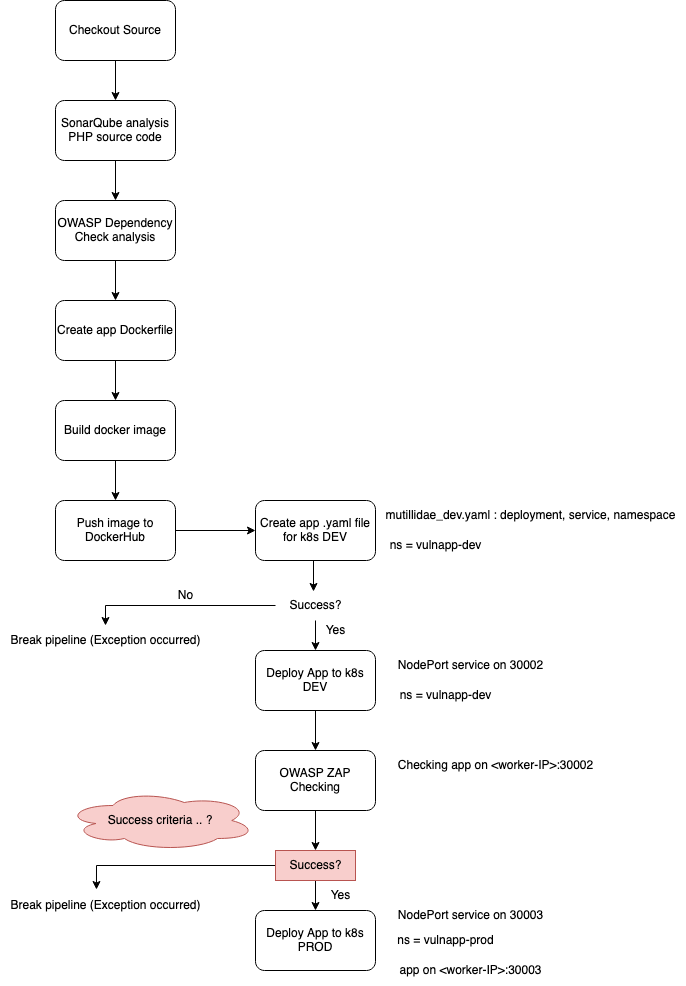 Checkout Source
SonarQube analysis
PHP source code
OWASP Dependency
Check analysis
Create app Dockerfile
Build docker image
Push image to
DockerHub
Create app .yaml file
for k8s DEV
mutillidae_dev.yaml : deployment, service, namespace
ns = vulnapp-dev
No
Success?
Yes
Break pipeline (Exception occurred)
Deploy App to k8s
DEV
NodePort service on 30002
ns = vulnapp-dev
OWASP ZAP
Checking
Checking app on <worker-IP>:30002
Success criteria .. ?
Success?
Yes
Break pipeline (Exception occurred)
Deploy App to k8s
PROD
NodePort service on 30003
ns = vulnapp-prod
app on <worker-IP>:30003